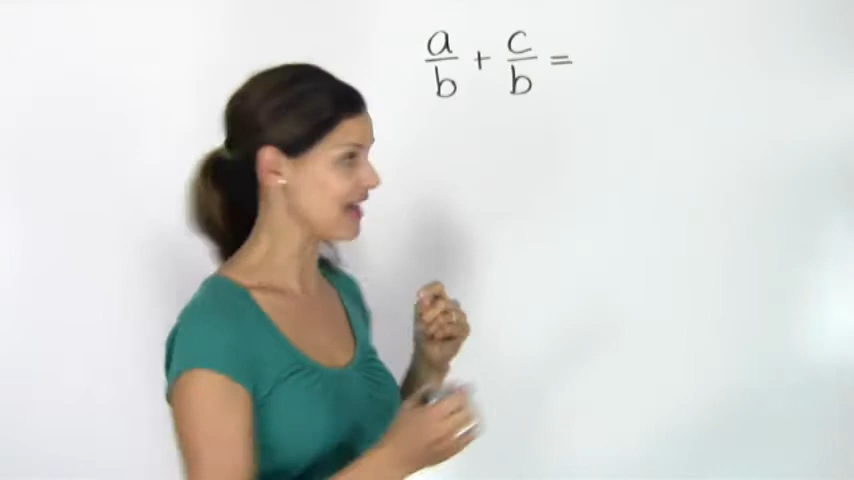 a/b + c/b =